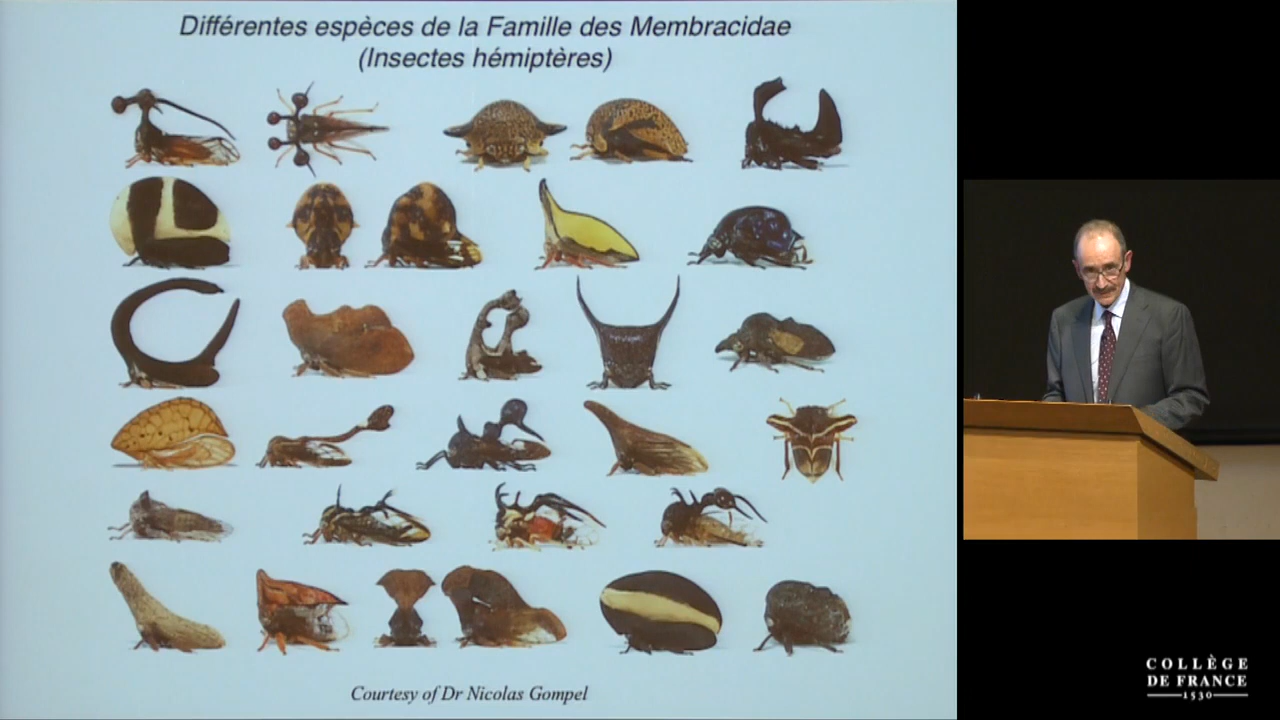 Différentes espèces de la Famille des Membracidae
(Insectes hémiptères)
Courtesy of Dr Nicolas Gompel
COLLÈGE
DE FRANCE
1530